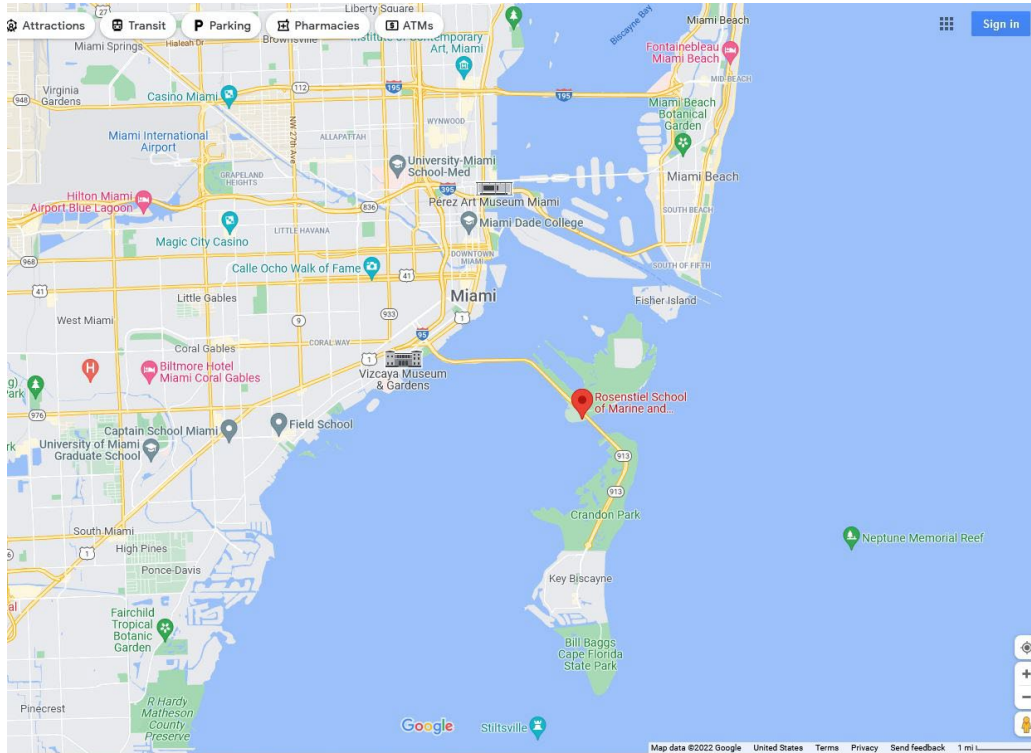 Liberty Square
27
Attractions
Transit
P Parking
Pharmacies
$ ATMs
Sign in
Biscayne Bay
Miami Beach
Miami Springs
Hialeah Dr
Brownsville
Institute of Contemporary
Art, Miami
Fontainebleau
Miami Beach
MID-BEACH
Virginia
Gardens
948
Casino Miami
112
195
195
Miami Beach
Botanical
Garden
WYNWOOD
Miami International
Airport
NW 27th Ave
ALLAPATTAH
University-Miami
School-Med
GRAPELAND
HEIGHTS
Miami Beach
Hilton Miami
Airport Blue Lagoon
395
Perez Art Museum Miami
836
Miami Dade College
SOUTH BEACH
Magic City Casino
LITTLE HAVANA
DOWNTOWN
MIAMI
968
Calle Ocho Walk of Fame
41
SOUTH OF FIFTH
41
Little Gables
Miami
Fisher Island
West Miami
9
933
1
95
Coral Gables
CORAL WAY
1
H
Biltmore Hotel
Miami Coral Gables
Vizcaya Museum
& Gardens
Rosenstiel School
of Marine and...
976
Park
Captain School Miami
Field School
University of Miami
Graduate School
913
913
Crandon Park
South Miami
1
High Pines
Neptune Memorial Reef
Ponce-Davis
Key Biscayne
Fairchild
Tropical
Botanic
Garden
Bill Baggs
Cape Florida
State Park
R Hardy
Matheson
County
Preserve
Pinecrest
Google
Stiltsville
Map data ©2022 Google United States Terms Privacy Send feedback 1 mi